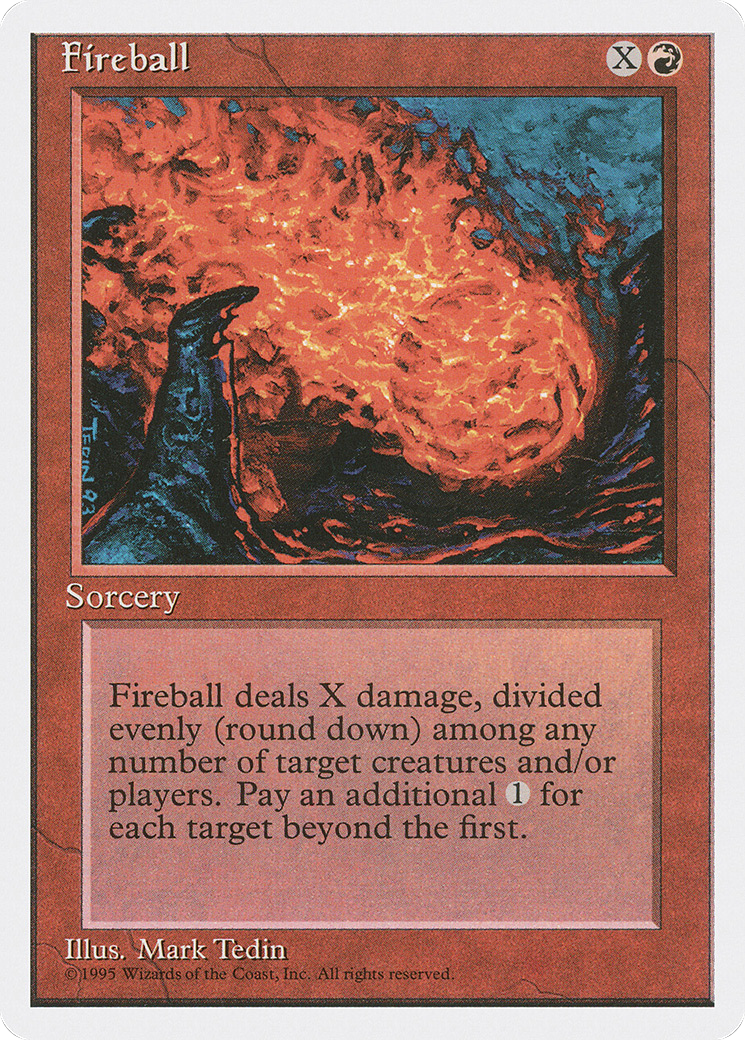 Fireball X
TEDIN 93
Sorcery
Fireball deals X damage, divided
evenly (round down) among any
number of target creatures and/or
players. Pay an additional 1 for
each target beyond the first.
Illus. Mark Tedin
©1995 Wizards of the Coast, Inc. All rights reserved.